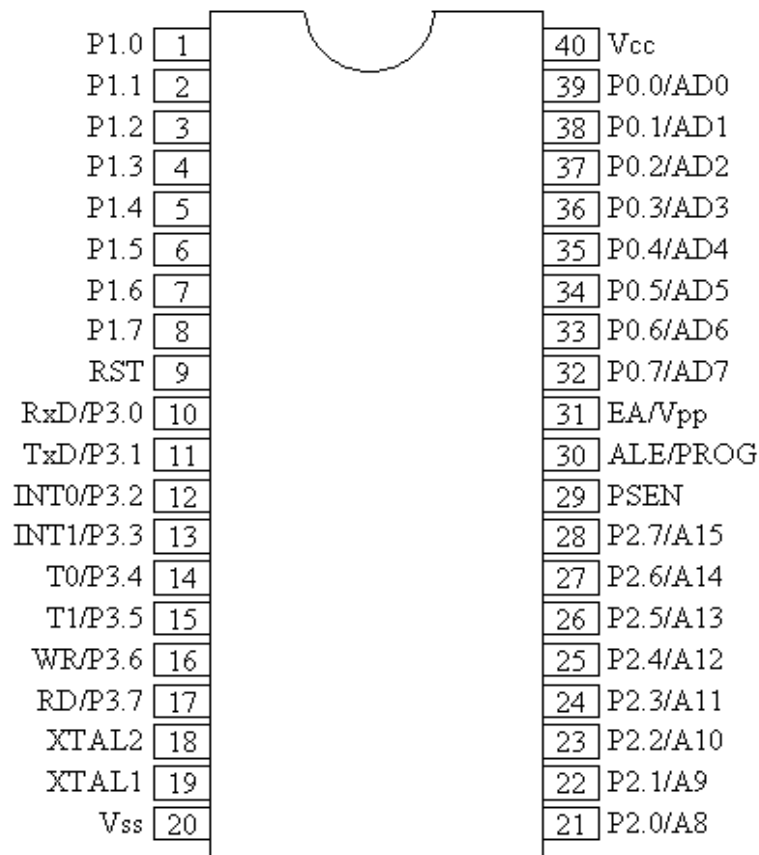 P1.0 1 40 Vcc
P1.1 2 39 P0.0/AD0
P1.2 3 38 P0.1/AD1
P1.3 4 37 P0.2/AD2
P1.4 5 36 P0.3/AD3
P1.5 6 35 P0.4/AD4
P1.6 7 34 P0.5/AD5
P1.7 8 33 P0.6/AD6
RST 9 32 P0.7/AD7
RxD/P3.0 10 31 EA/Vpp
TxD/P3.1 11 30 ALE/PROG
INT0/P3.2 12 29 PSEN
INT1/P3.3 13 28 P2.7/A15
T0/P3.4 14 27 P2.6/A14
T1/P3.5 15 26 P2.5/A13
WR/P3.6 16 25 P2.4/A12
RD/P3.7 17 24 P2.3/A11
XTAL2 18 23 P2.2/A10
XTAL1 19 22 P2.1/A9
Vss 20 21 P2.0/A8